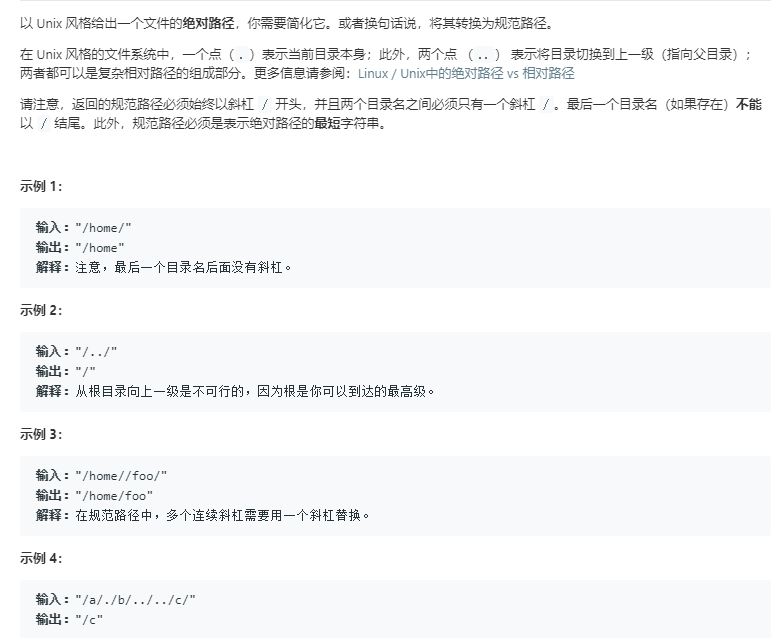 以 Unix 风格给出一个文件的绝对路径，你需要简化它。或者换句话说，将其转换为规范路径。
在 Unix 风格的文件系统中，一个点（.）表示当前目录本身；此外，两个点 （..） 表示将目录切换到上一级（指向父目录）；
两者都可以是复杂相对路径的组成部分。更多信息请参阅：Linux / Unix中的绝对路径 vs 相对路径
请注意，返回的规范路径必须始终以斜杠 / 开头，并且两个目录名之间必须只有一个斜杠 /。最后一个目录名（如果存在）不能
以 / 结尾。此外，规范路径必须是表示绝对路径的最短字符串。
示例 1：
输入："/home/"
输出："/home"
解释：注意，最后一个目录名后面没有斜杠。
示例 2：
输入："/../"
输出："/"
解释：从根目录向上一级是不可行的，因为根是你可以到达的最高级。
示例 3：
输入："/home//foo/"
输出："/home/foo"
解释：在规范路径中，多个连续斜杠需要用一个斜杠替换。
示例 4：
输入："/a/./b/../../c/"
输出："/c"